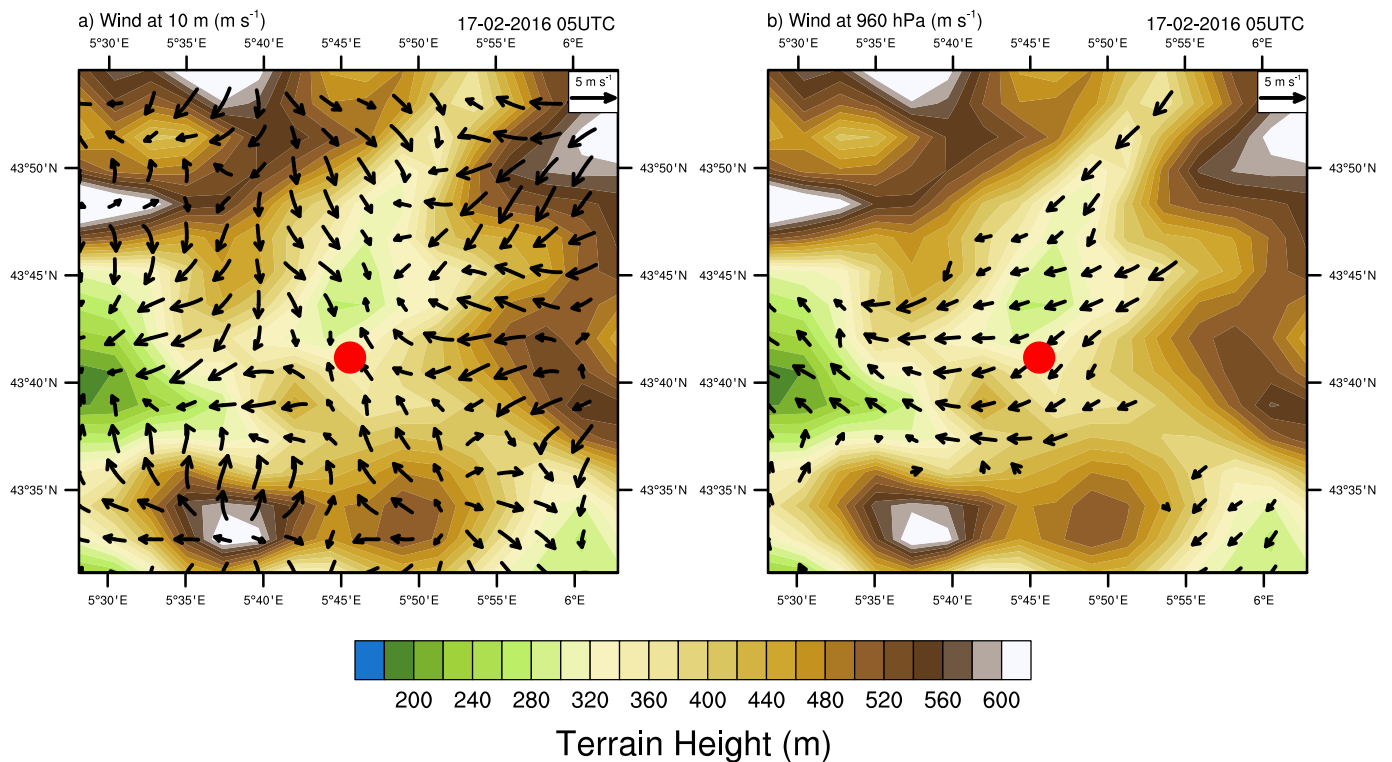 a) Wind at 10 m (m s⁻¹) 17-02-2016 05UTC
5°30'E 5°35'E 5°40'E 5°45'E 5°50'E 5°55'E 6°E
5 m s⁻¹
43°50'N 43°50'N
43°45'N 43°45'N
43°40'N 43°40'N
43°35'N 43°35'N
5°30'E 5°35'E 5°40'E 5°45'E 5°50'E 5°55'E 6°E
b) Wind at 960 hPa (m s⁻¹) 17-02-2016 05UTC
5°30'E 5°35'E 5°40'E 5°45'E 5°50'E 5°55'E 6°E
5 m s⁻¹
43°50'N 43°50'N
43°45'N 43°45'N
43°40'N 43°40'N
43°35'N 43°35'N
5°30'E 5°35'E 5°40'E 5°45'E 5°50'E 5°55'E 6°E
200 240 280 320 360 400 440 480 520 560 600
Terrain Height (m)